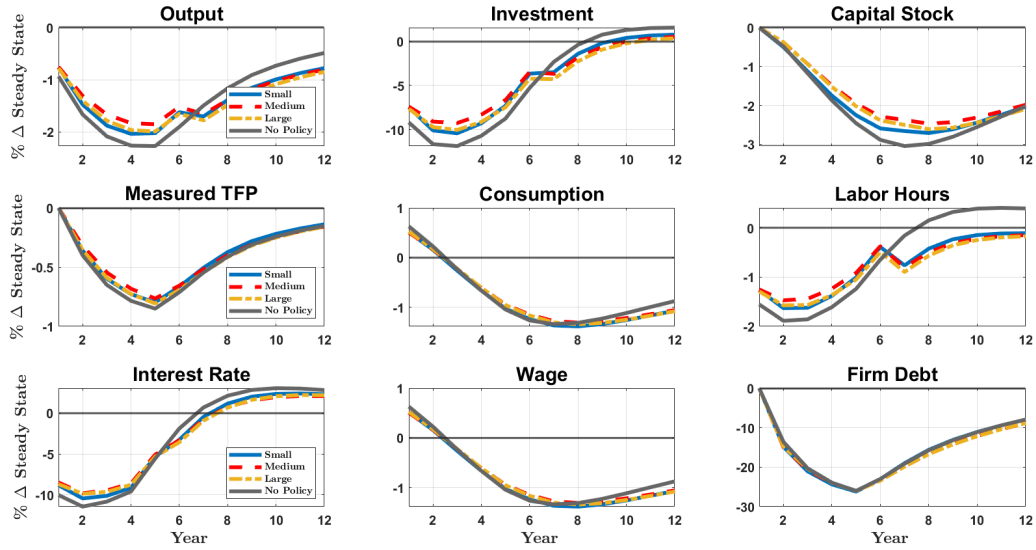 Output
Investment
Capital Stock
% Δ Steady State
0
-1
-2
2 4 6 8 10 12
Small
Medium
Large
No Policy
0
-5
-10
2 4 6 8 10 12
0
-1
-2
-3
2 4 6 8 10 12
Measured TFP
Consumption
Labor Hours
% Δ Steady State
0
-0.5
-1
2 4 6 8 10 12
Small
Medium
Large
No Policy
1
0
-1
2 4 6 8 10 12
0
-1
-2
2 4 6 8 10 12
Interest Rate
Wage
Firm Debt
% Δ Steady State
0
-5
-10
2 4 6 8 10 12
Small
Medium
Large
No Policy
Year
1
0
-1
2 4 6 8 10 12
Year
0
-10
-20
-30
2 4 6 8 10 12
Year